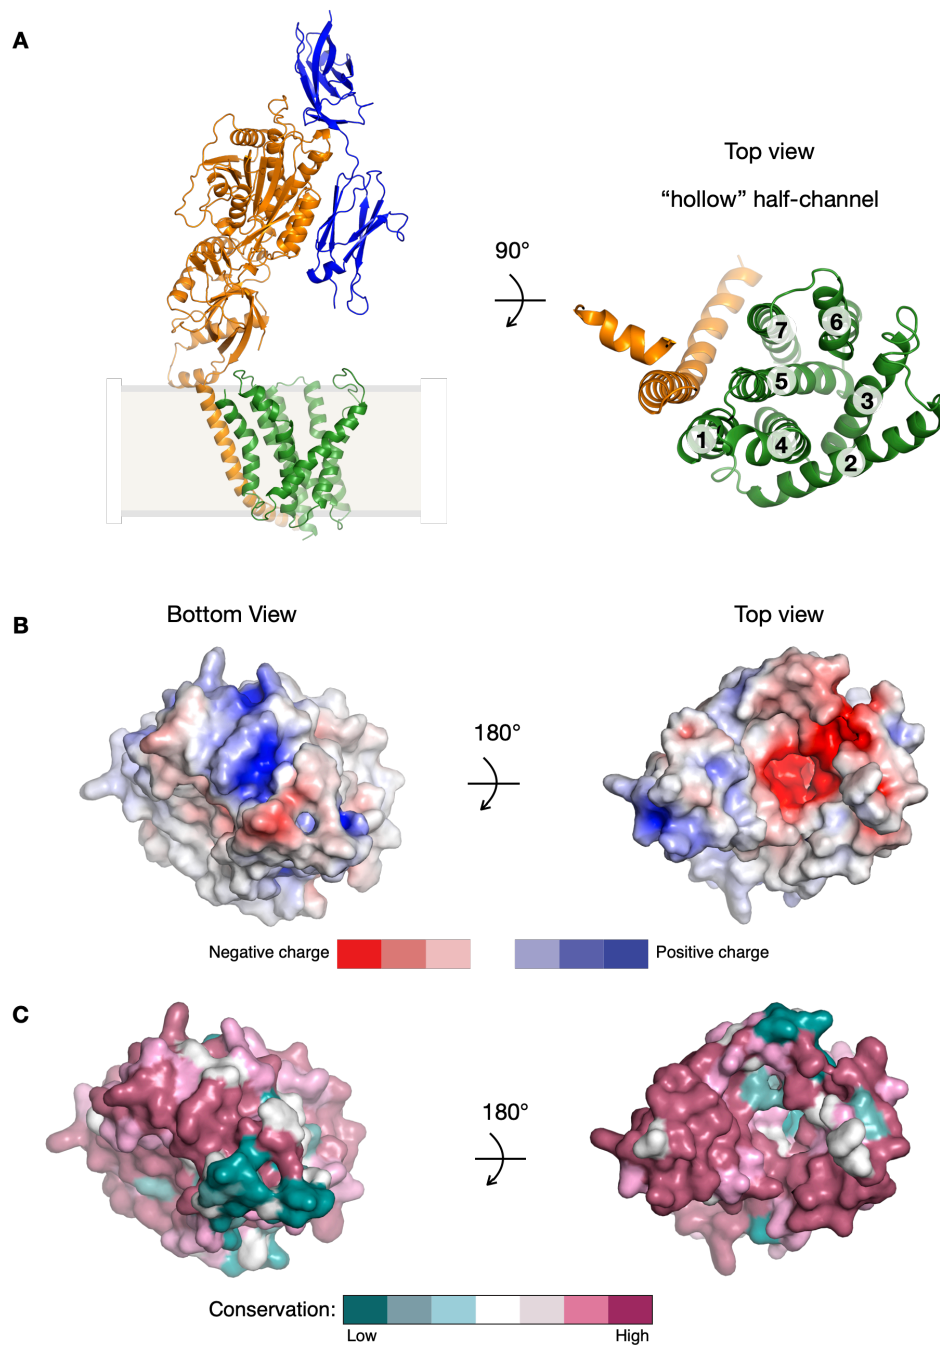 A
Top view
“hollow” half-channel
90°
7
6
5
3
1
4
2
B
Bottom View
Top view
180°
Negative charge
Positive charge
C
180°
Conservation:
Low
High